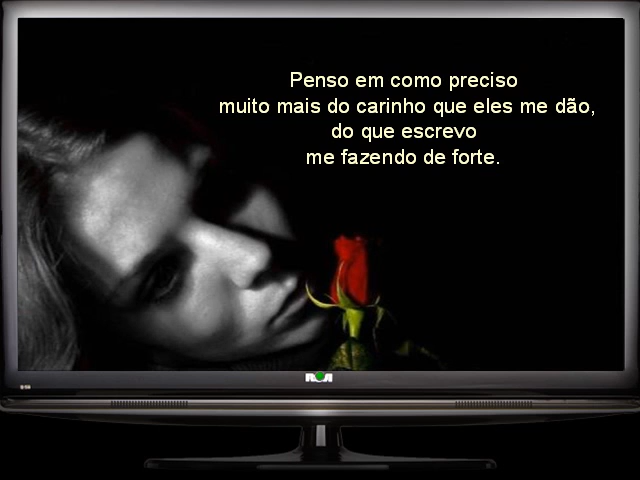 Penso em como preciso
muito mais do carinho que eles me dão,
do que escrevo
me fazendo de forte.